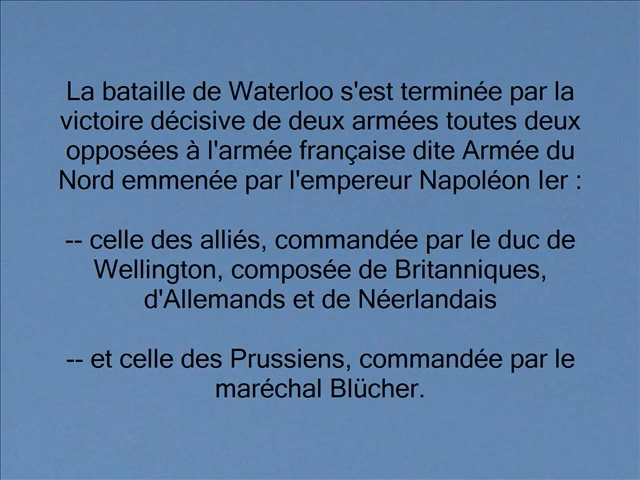 La bataille de Waterloo s'est terminée par la
victoire décisive de deux armées toutes deux
opposées à l'armée française dite Armée du
Nord emmenée par l'empereur Napoléon Ier :
-- celle des alliés, commandée par le duc de
Wellington, composée de Britanniques,
d'Allemands et de Néerlandais
-- et celle des Prussiens, commandée par le
maréchal Blücher.